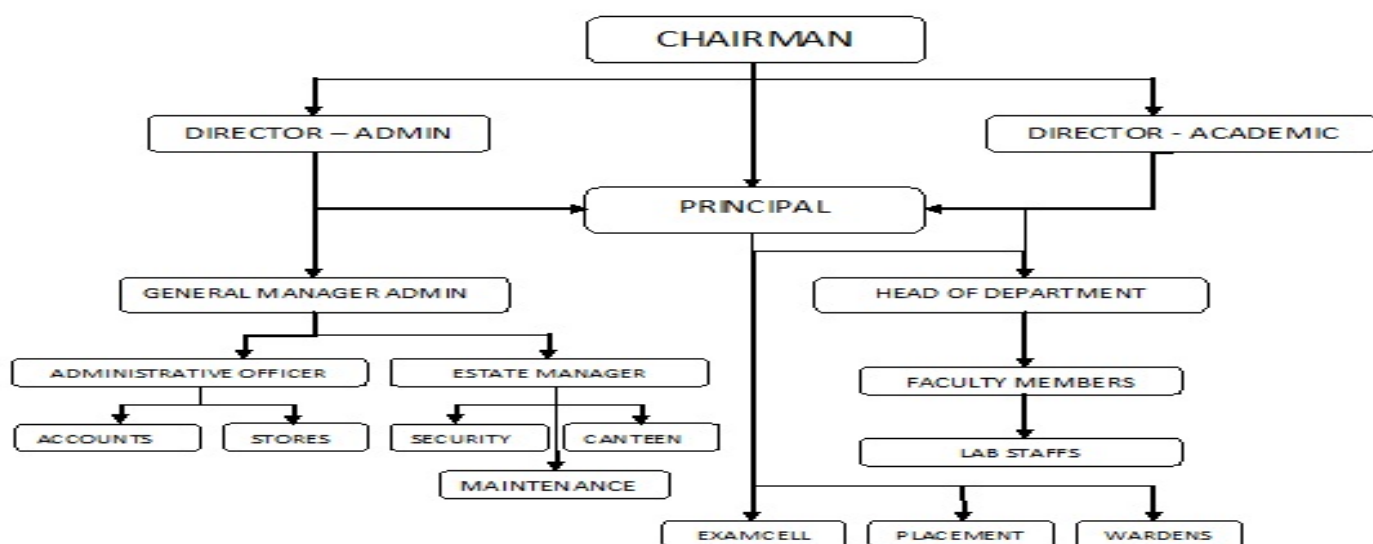 CHAIRMAN
DIRECTOR – ADMIN
DIRECTOR - ACADEMIC
PRINCIPAL
GENERAL MANAGER ADMIN
HEAD OF DEPARTMENT
ADMINISTRATIVE OFFICER
ESTATE MANAGER
FACULTY MEMBERS
ACCOUNTS
STORES
SECURITY
CANTEEN
LAB STAFFS
MAINTENANCE
EXAMCELL
PLACEMENT
WARDENS